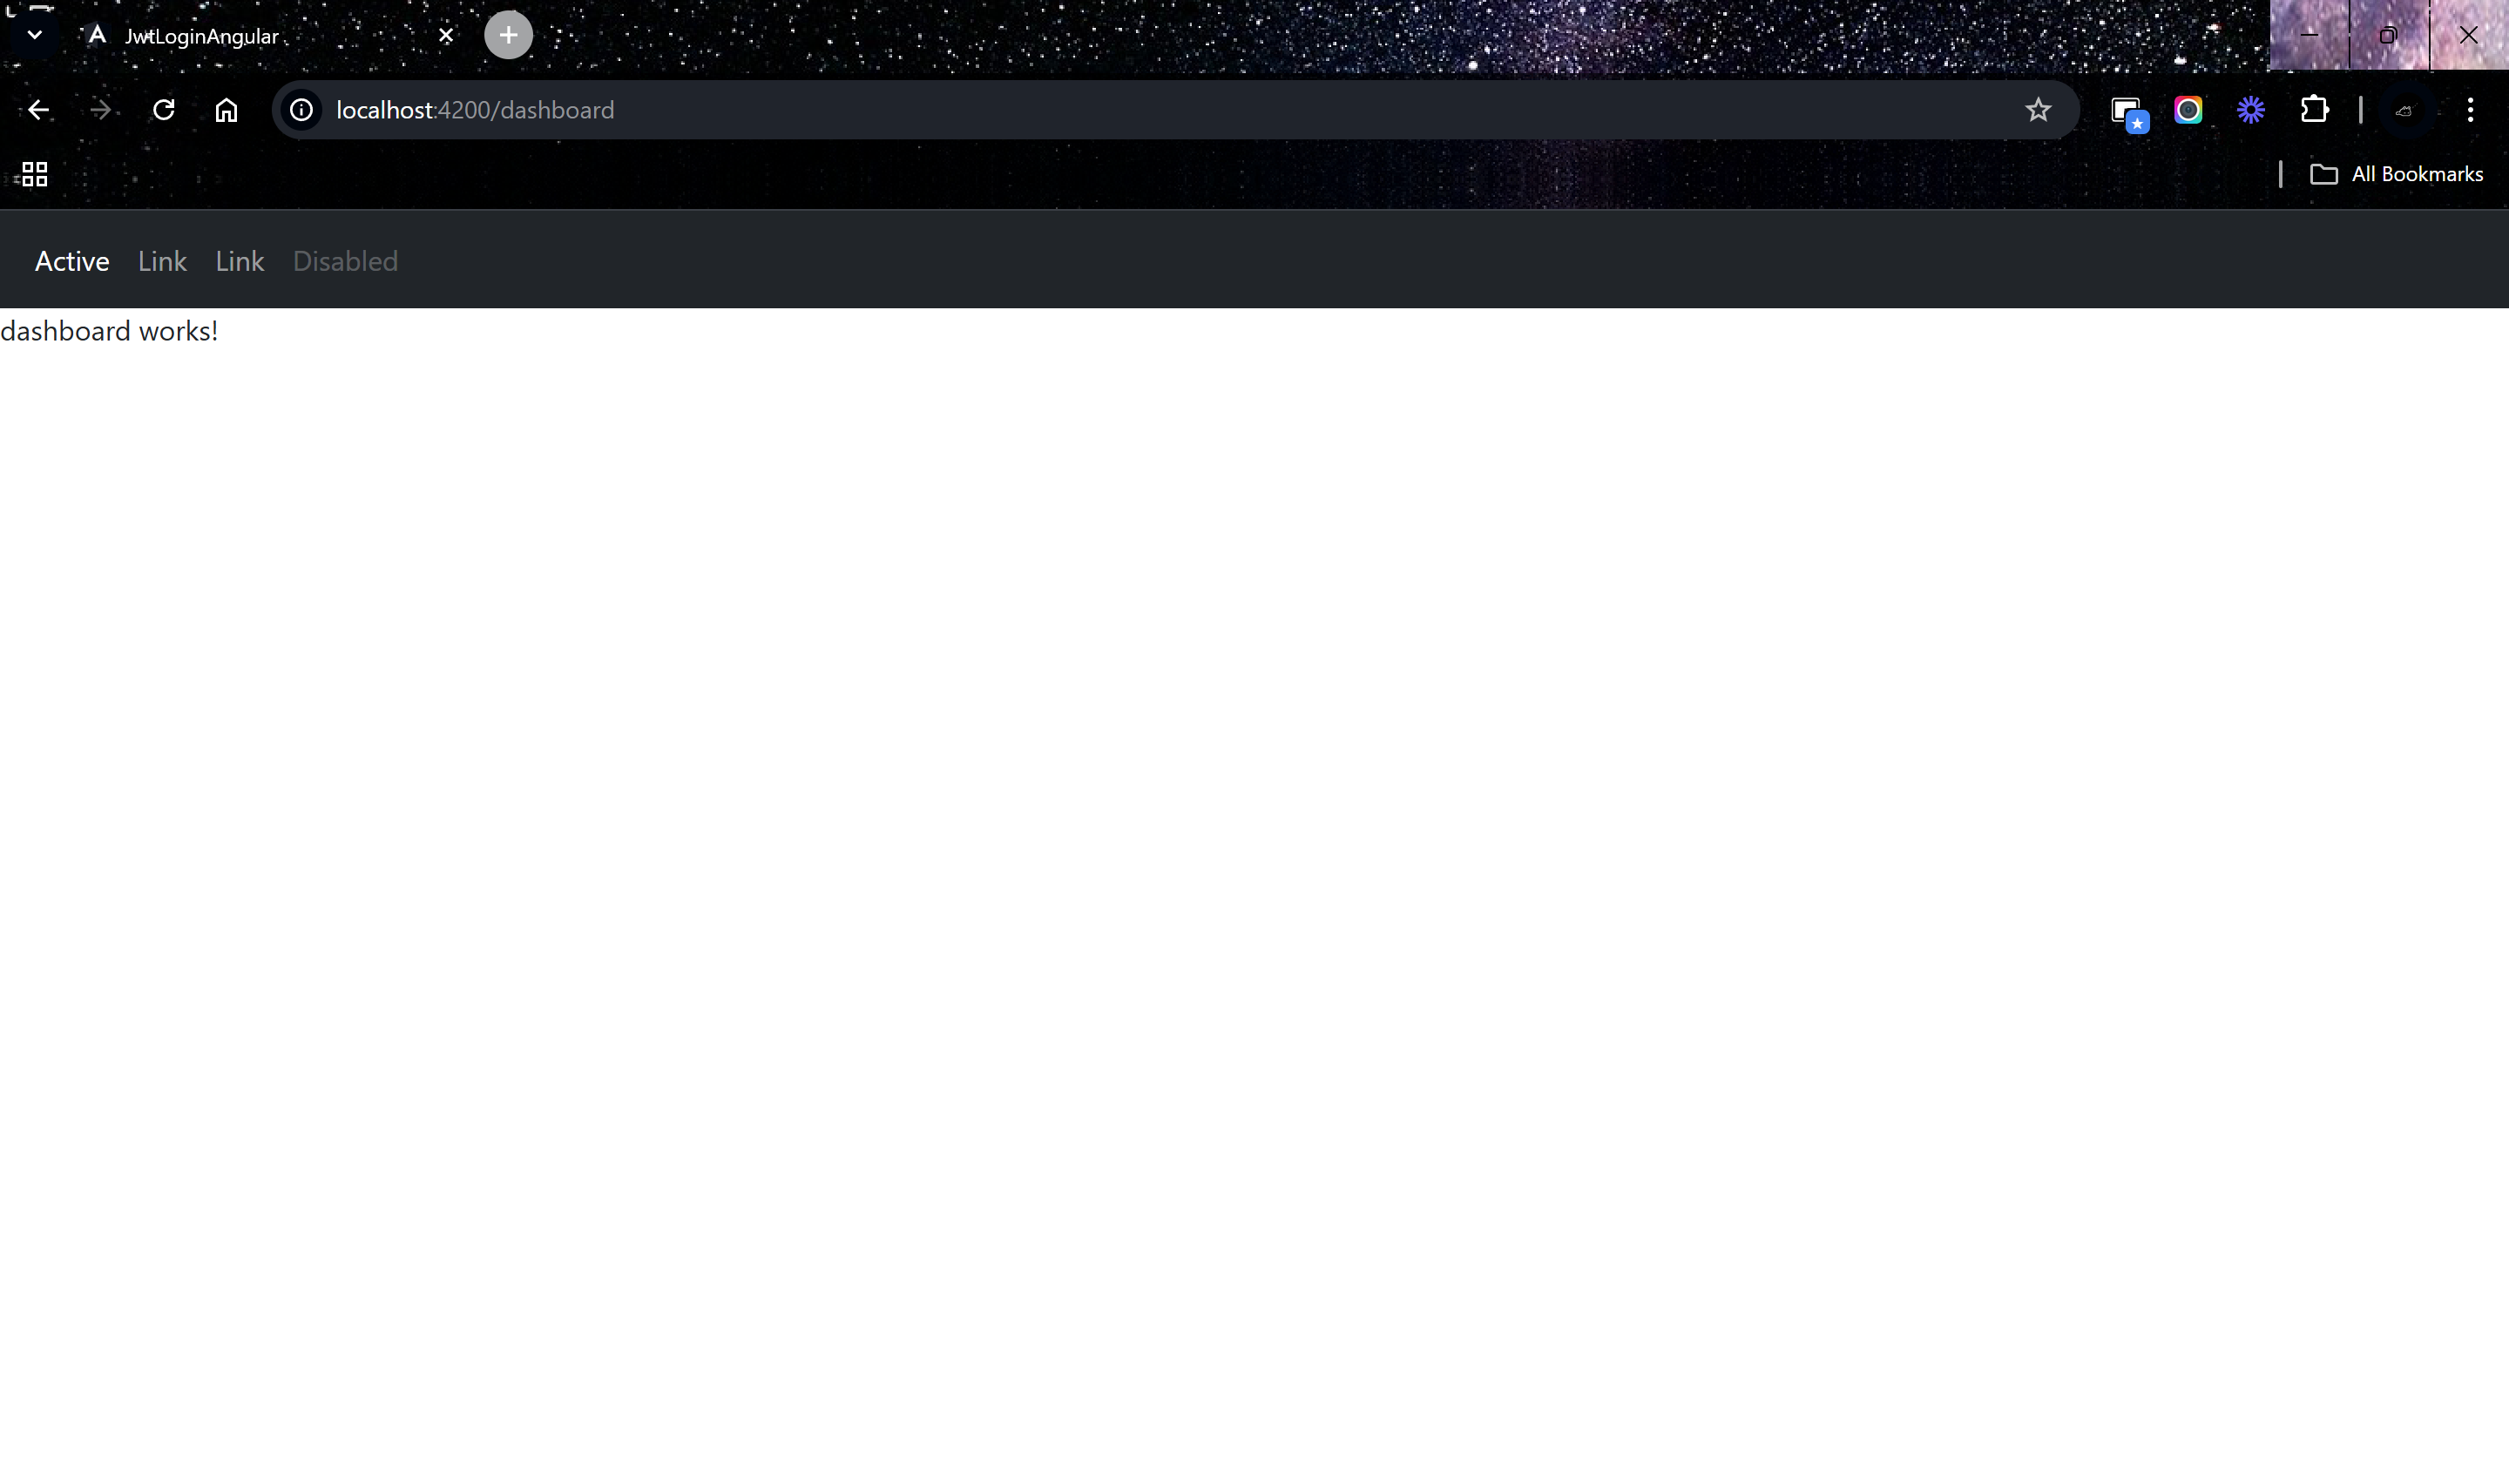 JwtLoginAngular
localhost:4200/dashboard
All Bookmarks
Active Link Link Disabled
dashboard works!